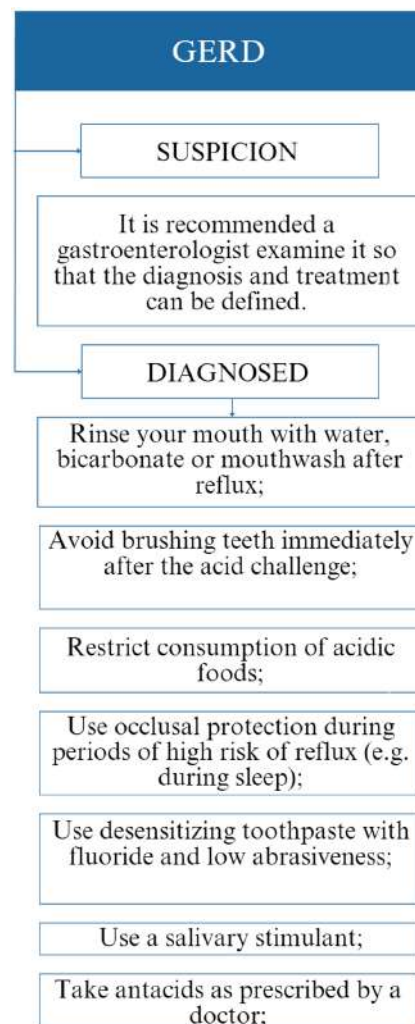 GERD
SUSPICION
It is recommended a
gastroenterologist examine it so
that the diagnosis and treatment
can be defined.
DIAGNOSED
Rinse your mouth with water,
bicarbonate or mouthwash after
reflux;
Avoid brushing teeth immediately
after the acid challenge;
Restrict consumption of acidic
foods;
Use occlusal protection during
periods of high risk of reflux (e.g.
during sleep);
Use desensitizing toothpaste with
fluoride and low abrasiveness;
Use a salivary stimulant;
Take antacids as prescribed by a
doctor;